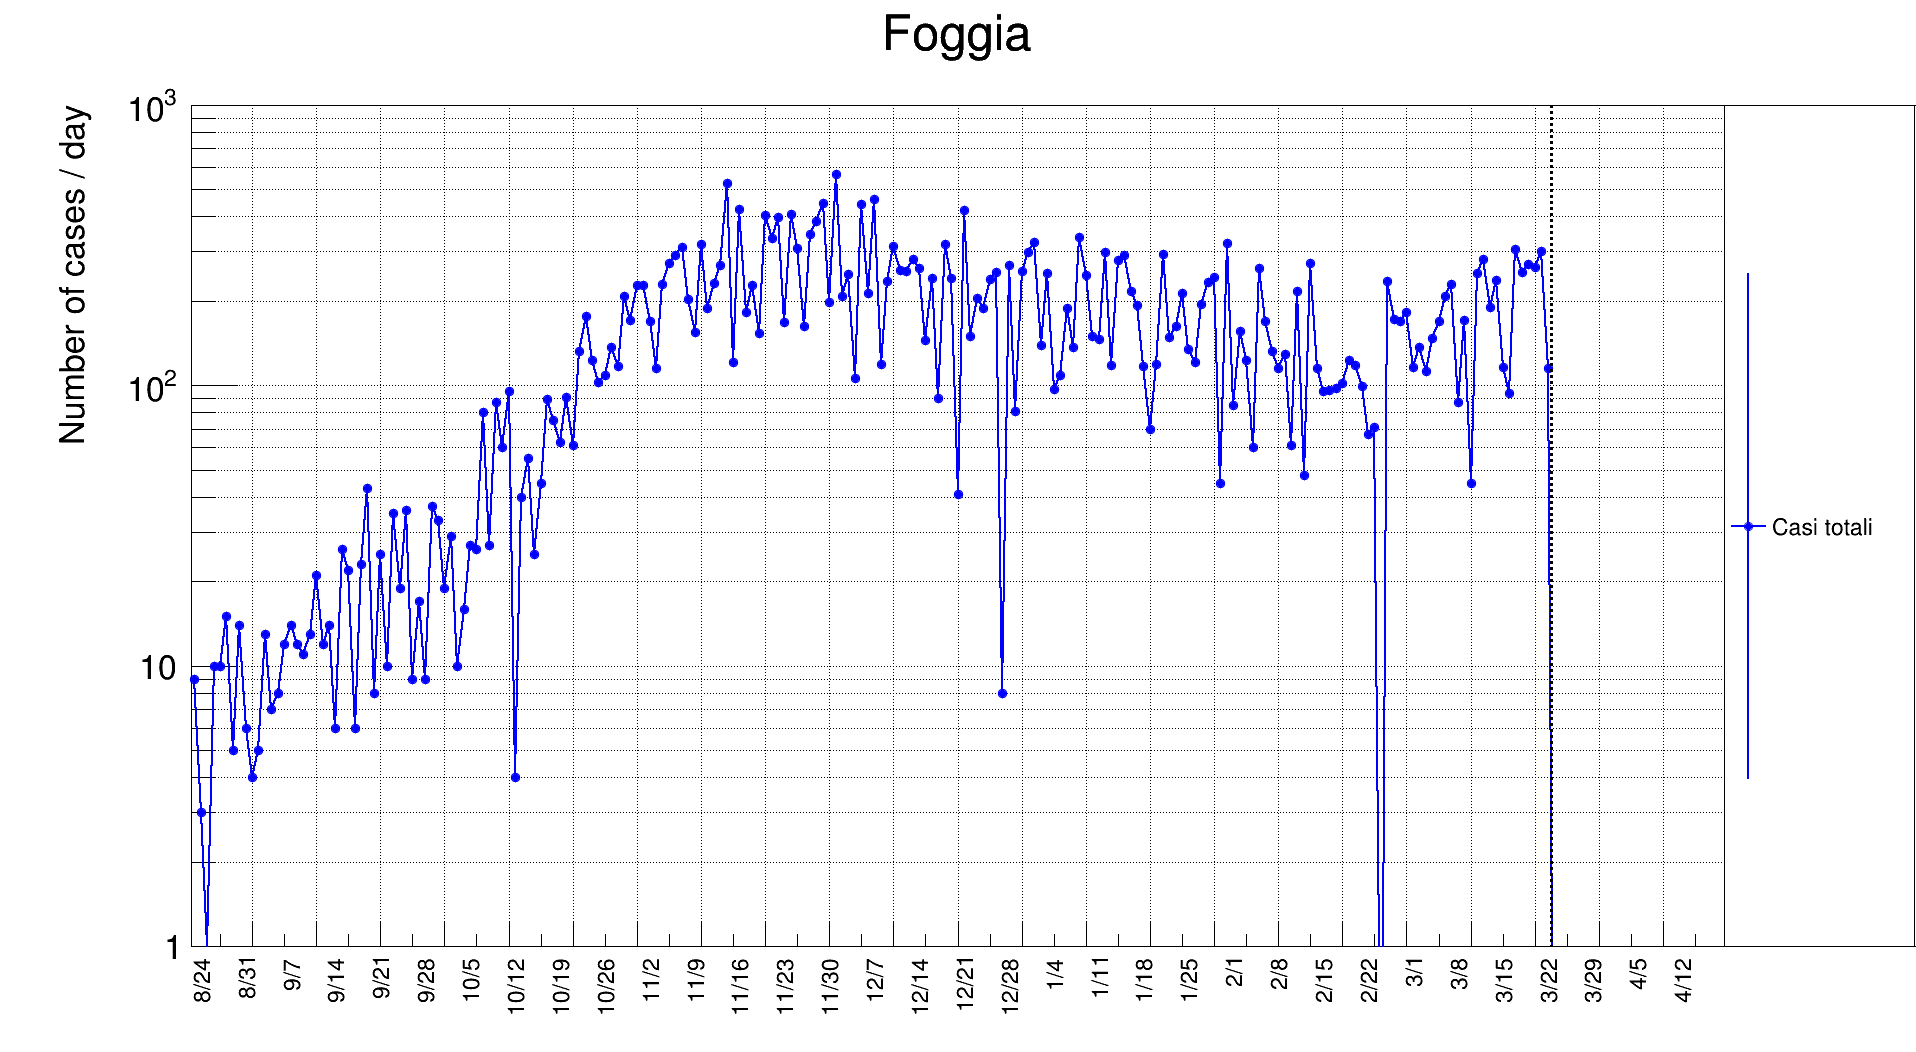 Foggia
Number of cases / day
10³
10²
10
1
8/24 8/31 9/7 9/14 9/21 9/28 10/5 10/12 10/19 10/26 11/2 11/9 11/16 11/23 11/30 12/7 12/14 12/21 12/28 1/4 1/11 1/18 1/25 2/1 2/8 2/15 2/22 3/1 3/8 3/15 3/22 3/29 4/5 4/12
Casi totali